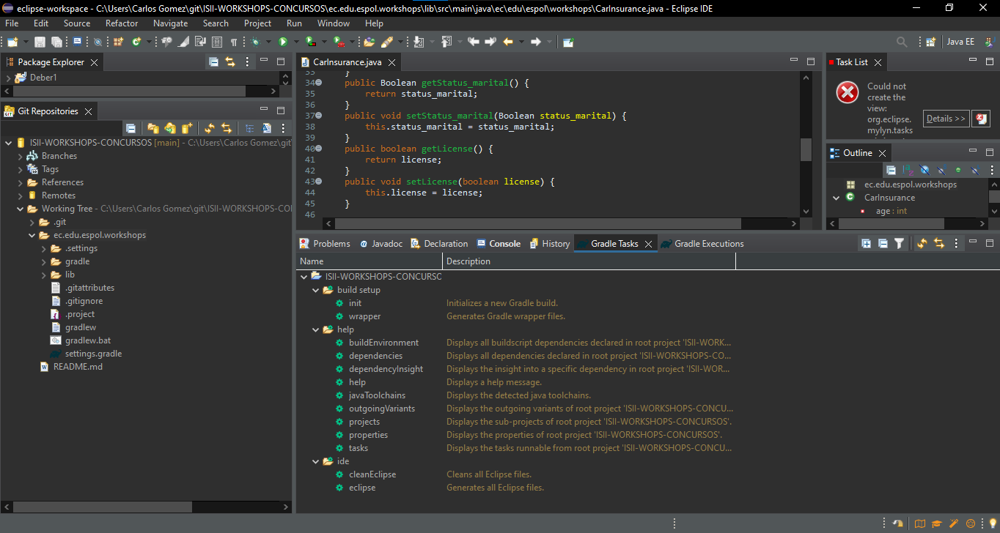 eclipse-workspace - C:\Users\Carlos Gomez\git\ISII-WORKSHOPS-CONCURSOS\ec.edu.espol.workshops\lib\src\main\java\ec\edu\espol\workshops\CarInsurance.java - Eclipse IDE
File Edit Source Refactor Navigate Search Project Run Window Help
Java EE
Package Explorer
Deber1
Git Repositories
ISII-WORKSHOPS-CONCURSOS [main] - C:\Users\Carlos Gomez\git
Branches
Tags
References
Remotes
Working Tree - C:\Users\Carlos Gomez\git\ISII-WORKSHOPS-CO
.git
ec.edu.espol.workshops
.settings
gradle
lib
.gitattributes
.gitignore
.project
gradlew
gradlew.bat
settings.gradle
README.md
CarInsurance.java
33 }
34 public Boolean getStatus_marital() {
35 return status_marital;
36 }
37 public void setStatus_marital(Boolean status_marital) {
38 this.status_marital = status_marital;
39 }
40 public boolean getLicense() {
41 return license;
42 }
43 public void setLicense(boolean license) {
44 this.license = license;
45 }
46
Task List
Could not
create the
view:
org.eclipse.
mylyn.tasks
Details >>
Outline
ec.edu.espol.workshops
CarInsurance
age : int
Problems Javadoc Declaration Console History Gradle Tasks Gradle Executions
Name Description
ISII-WORKSHOPS-CONCURSC
build setup
init Initializes a new Gradle build.
wrapper Generates Gradle wrapper files.
help
buildEnvironment Displays all buildscript dependencies declared in root project 'ISII-WORK...
dependencies Displays all dependencies declared in root project 'ISII-WORKSHOPS-CO...
dependencyInsight Displays the insight into a specific dependency in root project 'ISII-WOR...
help Displays a help message.
javaToolchains Displays the detected java toolchains.
outgoingVariants Displays the outgoing variants of root project 'ISII-WORKSHOPS-CONCU...
projects Displays the sub-projects of root project 'ISII-WORKSHOPS-CONCURSOS'.
properties Displays the properties of root project 'ISII-WORKSHOPS-CONCURSOS'.
tasks Displays the tasks runnable from root project 'ISII-WORKSHOPS-CONCU...
ide
cleanEclipse Cleans all Eclipse files.
eclipse Generates all Eclipse files.